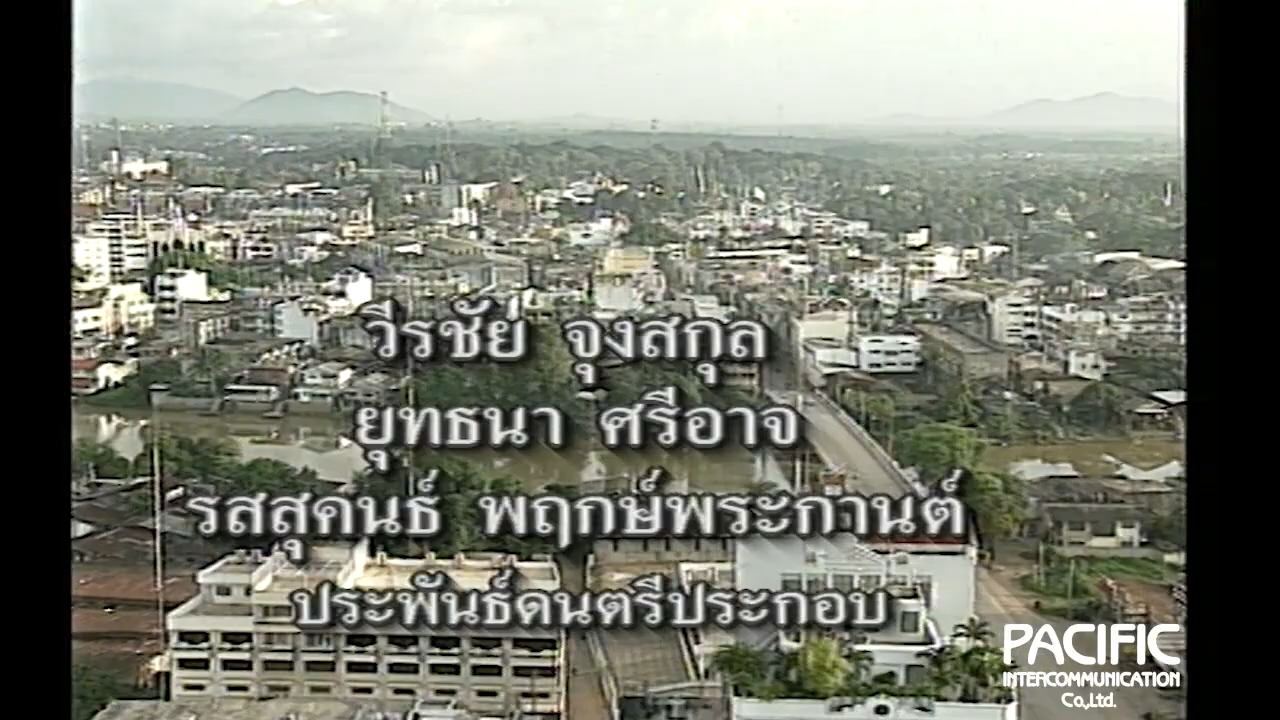 วีรชัย จุงสกุล
ยุทธนา ศรีอาจ
รสสุคนธ์ พฤกษ์พระกานต์
ประพันธ์ดนตรีประกอบ
PACIFIC
INTERCOMMUNICATION
Co.,Ltd.